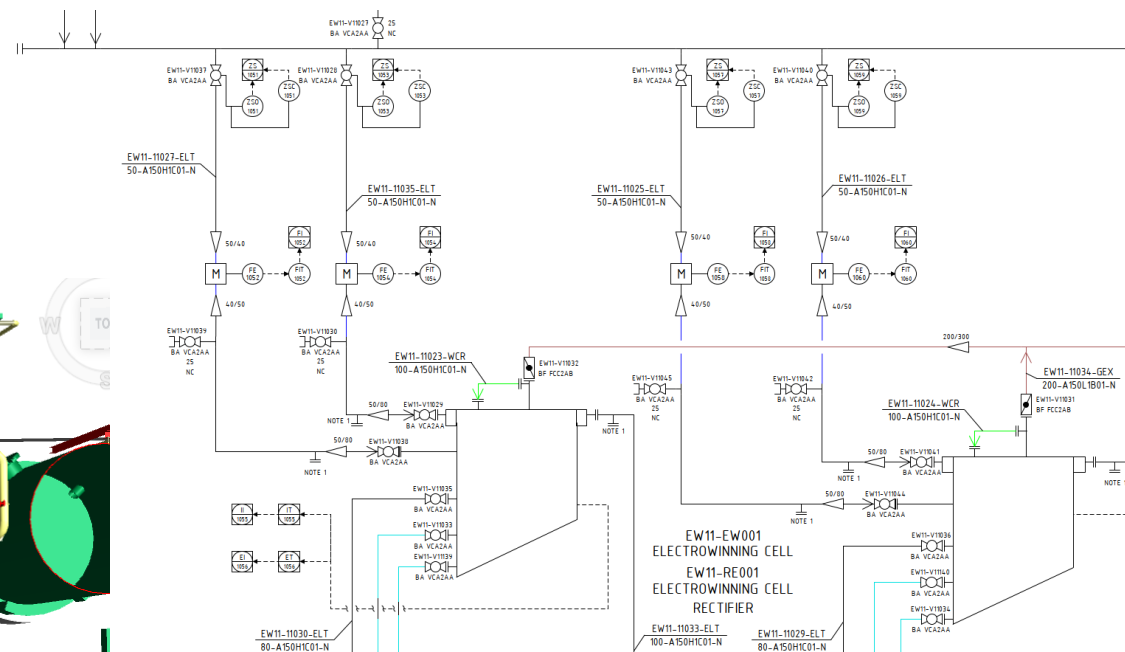 EW11-V11027
BA VCA2AA
25
NC
EW11-V11037
BA VCA2AA
ZS
1051
ZSC
1051
ZSO
1051
EW11-V11028
BA VCA2AA
ZS
1053
ZSC
1053
ZSO
1053
EW11-V11043
BA VCA2AA
ZS
1057
ZSC
1057
ZSO
1057
EW11-V11040
BA VCA2AA
ZS
1059
ZSC
1059
ZSO
1059
EW11-11027-ELT
50-A150H1C01-N
EW11-11035-ELT
50-A150H1C01-N
EW11-11025-ELT
50-A150H1C01-N
EW11-11026-ELT
50-A150H1C01-N
50/40
FI
1052
50/40
FI
1054
50/40
FI
1058
50/40
FI
1060
M
FE
1052
FIT
1052
M
FE
1054
FIT
1054
M
FE
1058
FIT
1058
M
FE
1060
FIT
1060
40/50
40/50
40/50
40/50
W
TO
S
EW11-V11039
BA VCA2AA
25
NC
EW11-V11030
BA VCA2AA
25
NC
EW11-11023-WCR
100-A150H1C01-N
EW11-V11032
BF FCC2AB
200/300
EW11-11034-GEX
200-A150L1B01-N
EW11-V11045
BA VCA2AA
25
NC
EW11-V11042
BA VCA2AA
25
NC
EW11-11024-WCR
100-A150H1C01-N
EW11-V11031
BF FCC2AB
50/80
EW11-V11029
BA VCA2AA
NOTE 1
NOTE 1
50/80
EW11-V11038
BA VCA2AA
NOTE 1
50/80
EW11-V11041
BA VCA2AA
NOTE 1
NOTE 1
50/80
EW11-V11044
BA VCA2AA
NOTE 1
EW11-V11035
BA VCA2AA
EW11-V11033
BA VCA2AA
EW11-V11139
BA VCA2AA
II
1055
IT
1055
EI
1056
ET
1056
EW11-EW001
ELECTROWINNING CELL
EW11-RE001
ELECTROWINNING CELL
RECTIFIER
EW11-V11036
BA VCA2AA
EW11-V11140
BA VCA2AA
EW11-V11034
BA VCA2AA
EW11-11030-ELT
80-A150H1C01-N
EW11-11033-ELT
100-A150H1C01-N
EW11-11029-ELT
80-A150H1C01-N